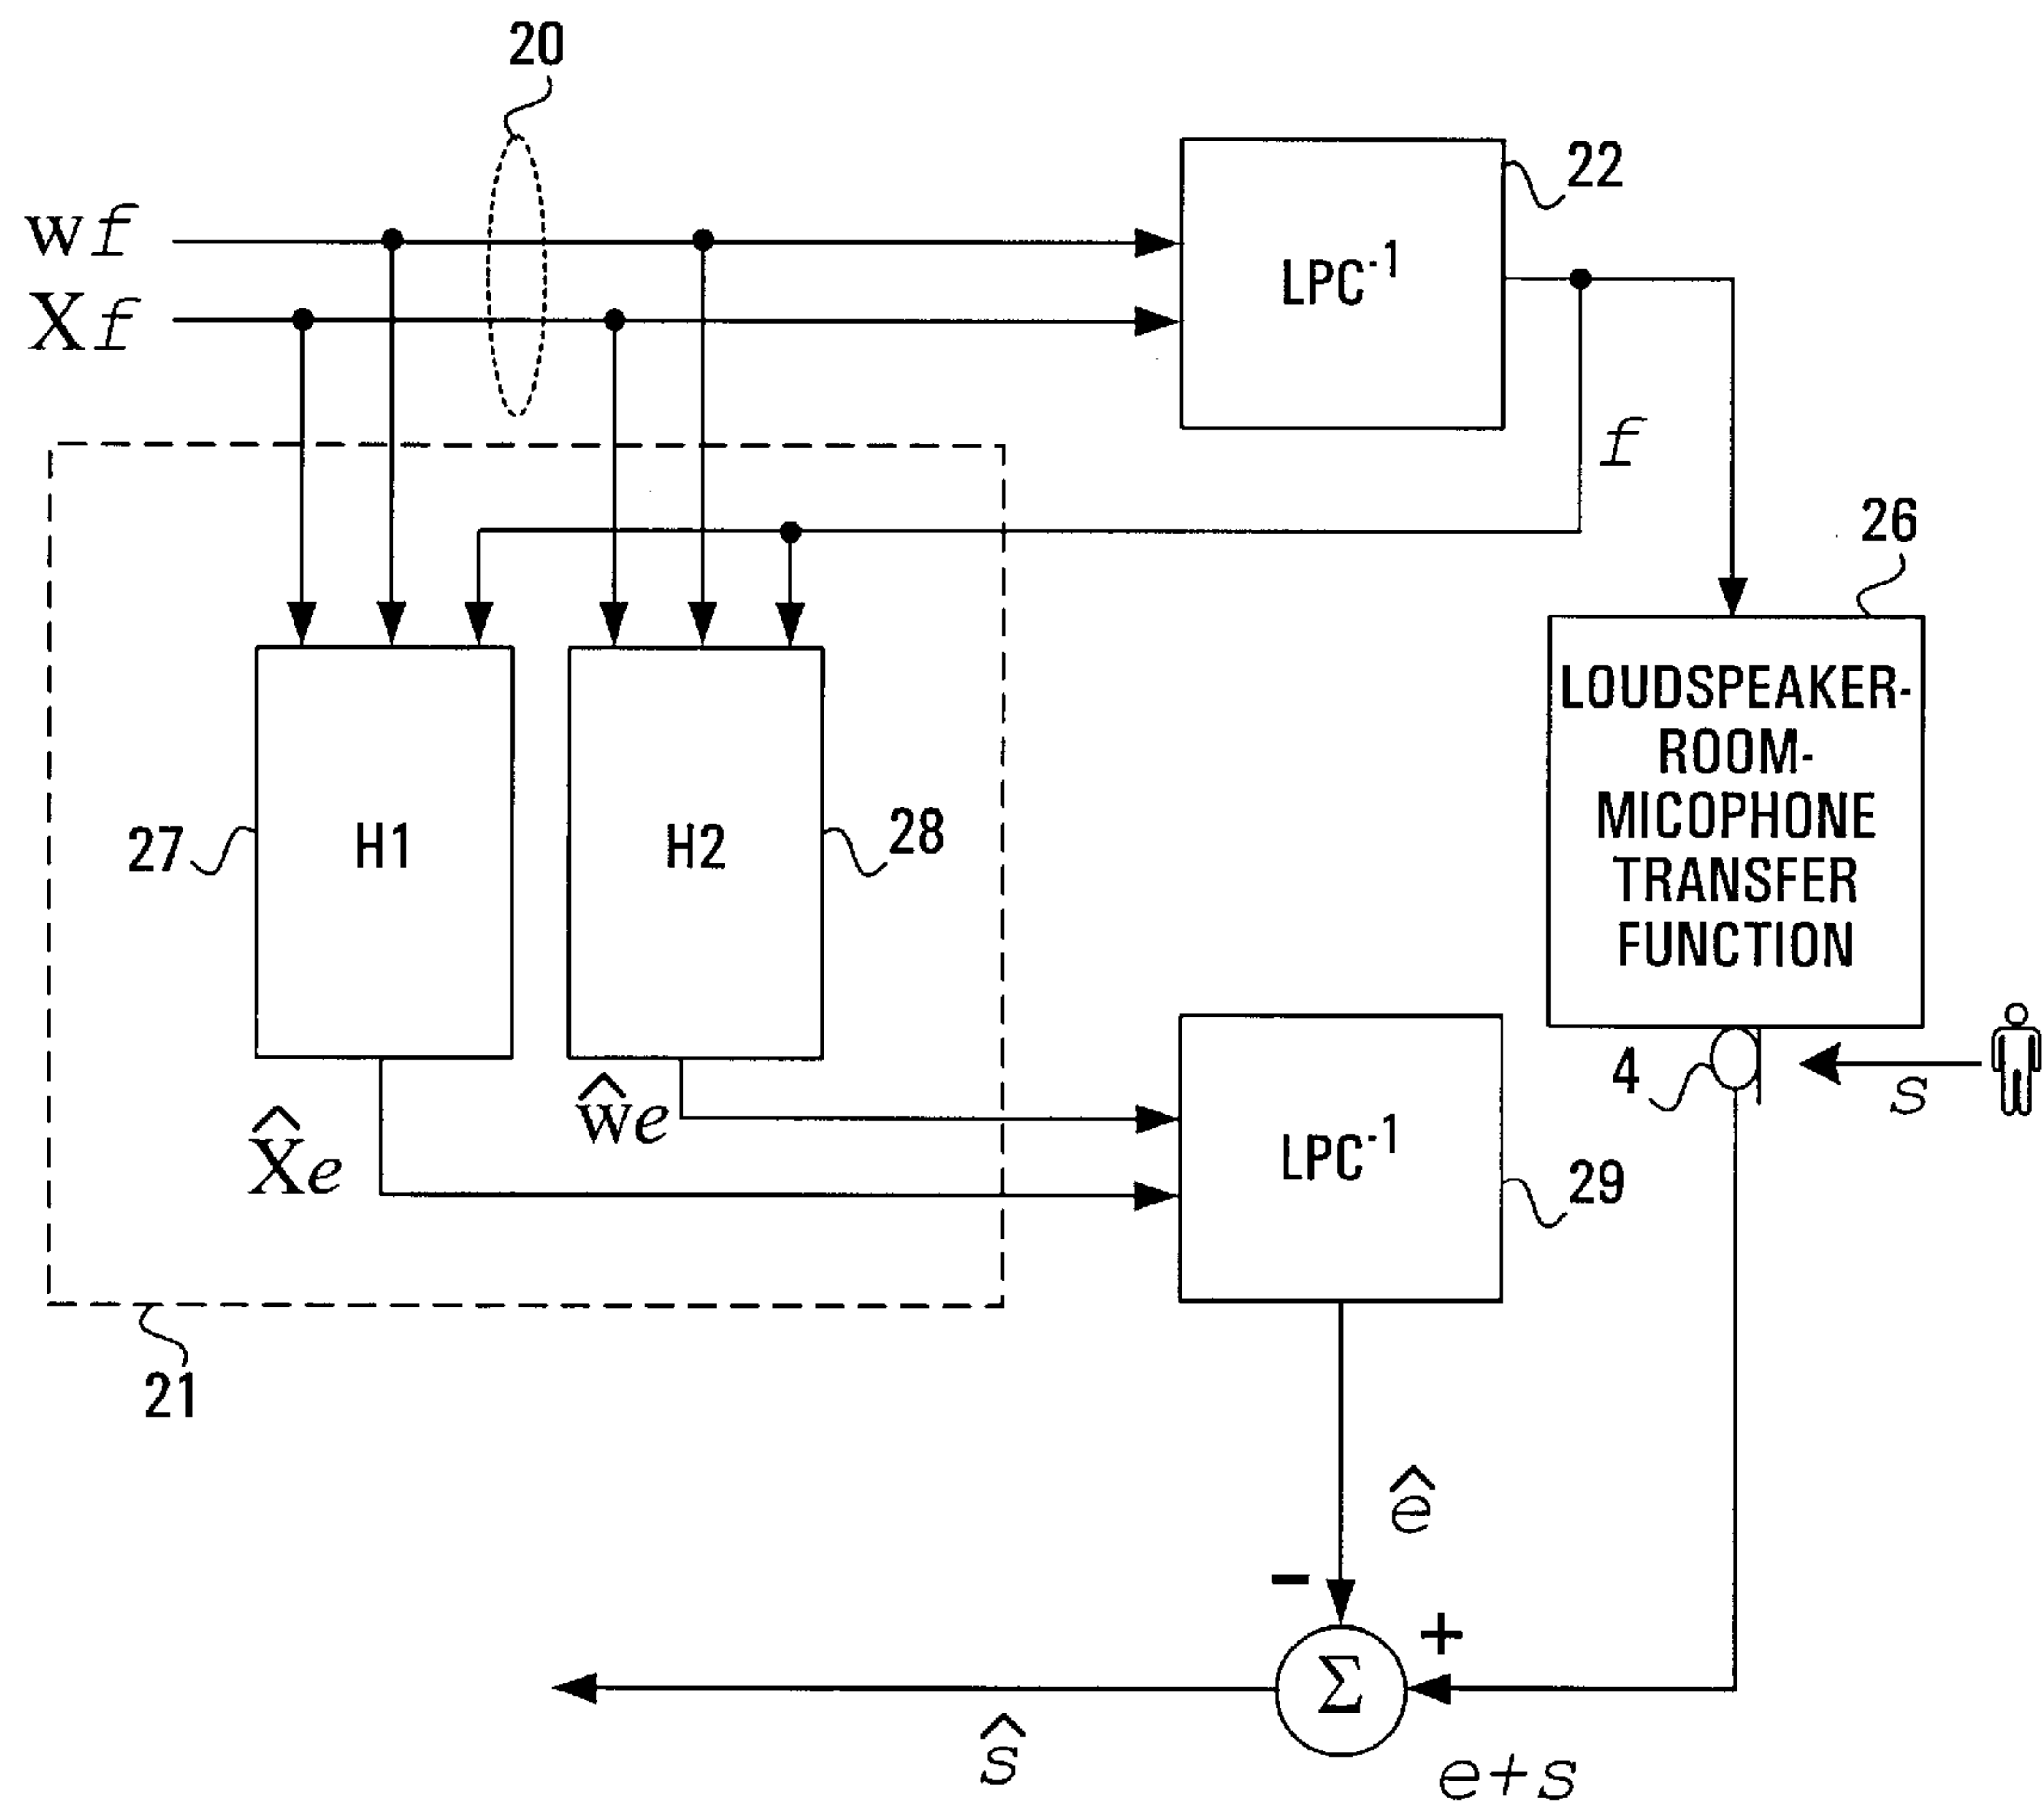 20
22
wf
Xf
LPC⁻¹
f
26
LOUDSPEAKER-
ROOM-
MICOPHONE
TRANSFER
FUNCTION
27
H1
H2
28
4
s
X̂e
ŵe
LPC⁻¹
29
21
ê
-
+
Σ
ŝ
e+s